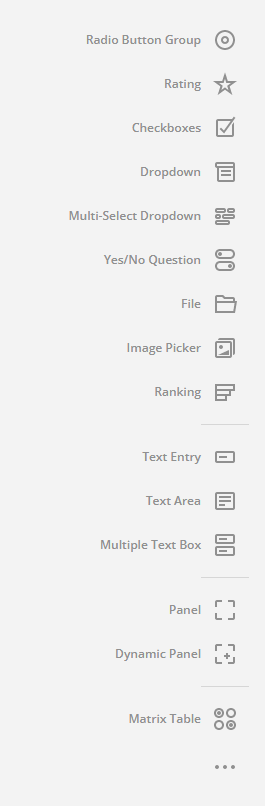 Radio Button Group
Rating
Checkboxes
Dropdown
Multi-Select Dropdown
Yes/No Question
File
Image Picker
Ranking
Text Entry
Text Area
Multiple Text Box
Panel
Dynamic Panel
Matrix Table